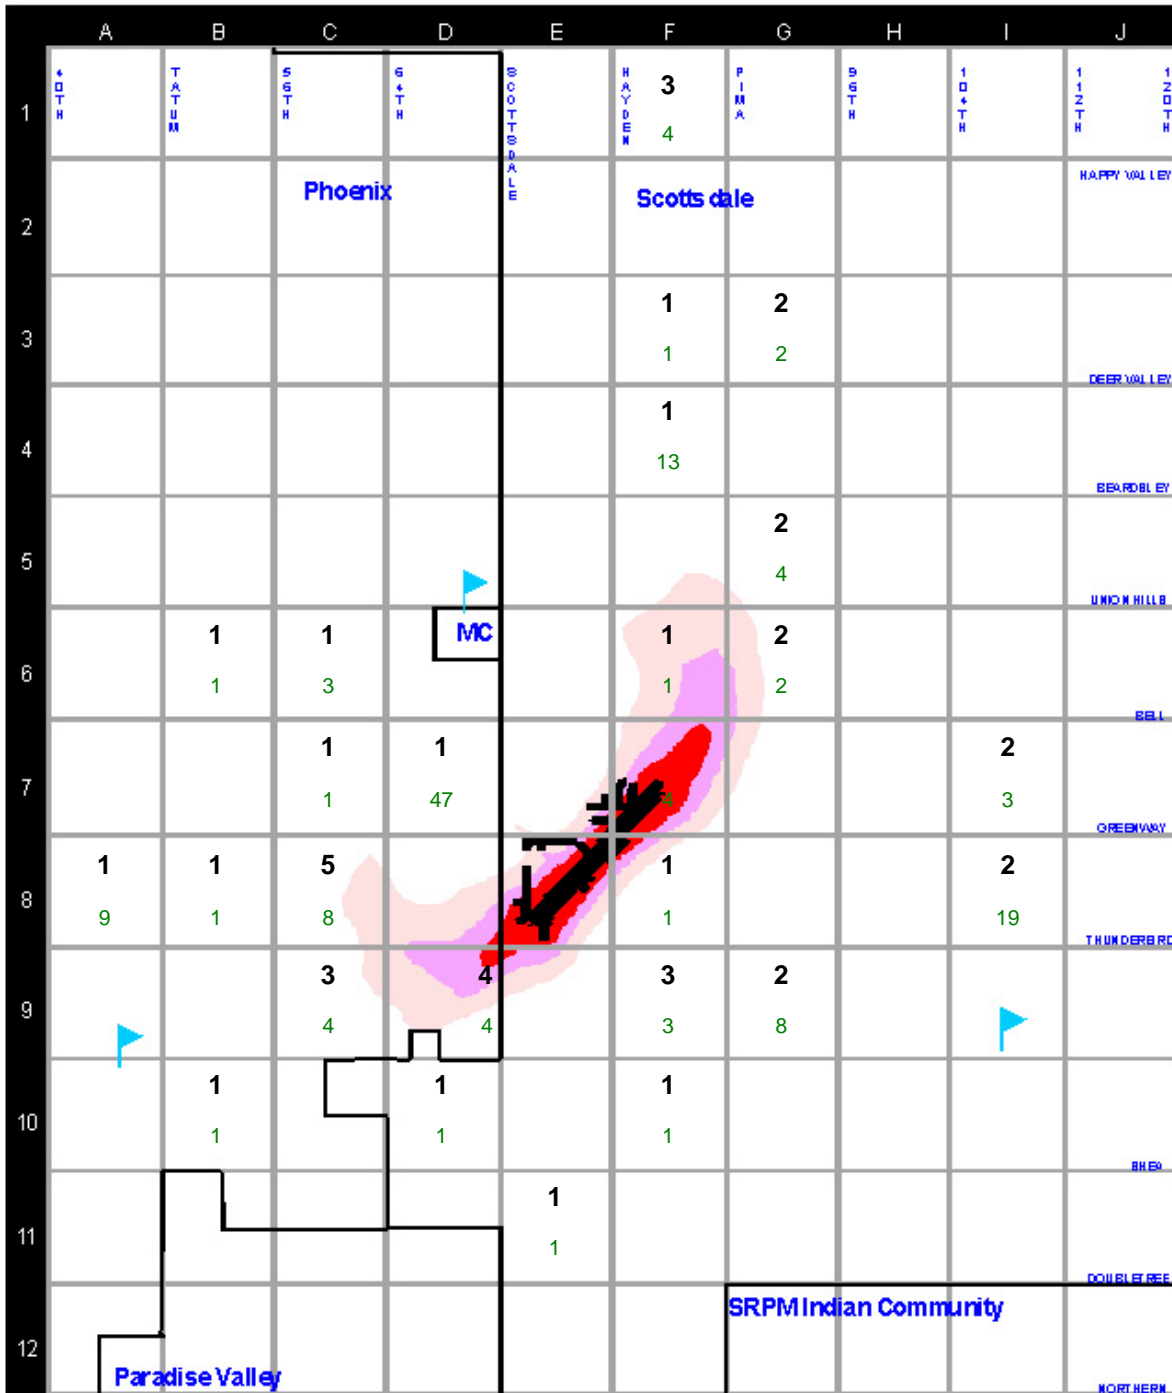 A B C D E F G H I J
1
40TH TATUM 56TH 64TH SCOTTSDALE HAYDEN PIMA 96TH 104TH 112TH 120TH
3
4
HAPPY VALLEY
Phoenix Scottsdale
2
1 2
3
1 2
DEER VALLEY
1
4
13
BEARDSLEY
2
5
4
UNION HILLS
1 1 MC 1 2
6
1 3 1 2
BELL
1 1 2
7
1 47 4 3
GREENWAY
1 1 5 1 2
8
9 1 8 1 19
THUNDERBIRD
3 4 3 2
9
4 4 3 8
1 1 1
10
1 1 1
SHEA
1
11
1
DOUBLETREE
SRPM Indian Community
12
Paradise Valley
NORTHERN